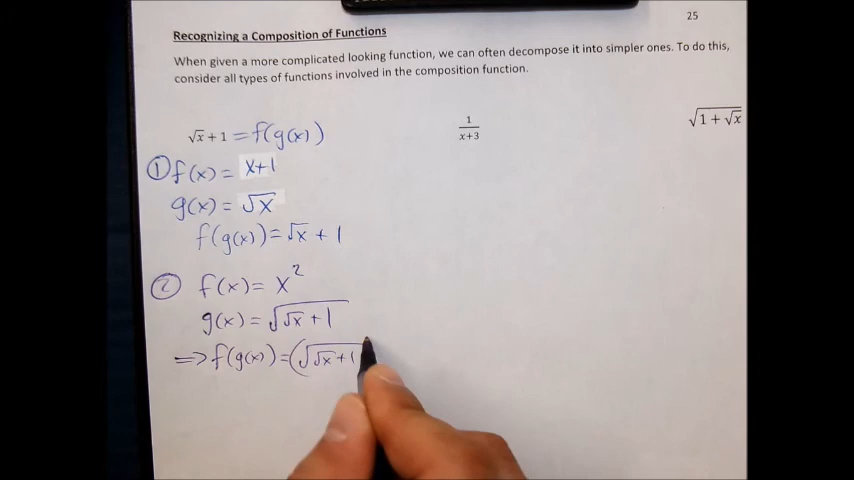 25
Recognizing a Composition of Functions
When given a more complicated looking function, we can often decompose it into simpler ones. To do this,
consider all types of functions involved in the composition function.
√x + 1 = f(g(x))
1/(x+3)
√(1 + √x)
① f(x) = x+1
g(x) = √x
f(g(x)) = √x + 1
② f(x) = x²
g(x) = √(√x + 1)
⇒ f(g(x)) = (√(√x + 1)